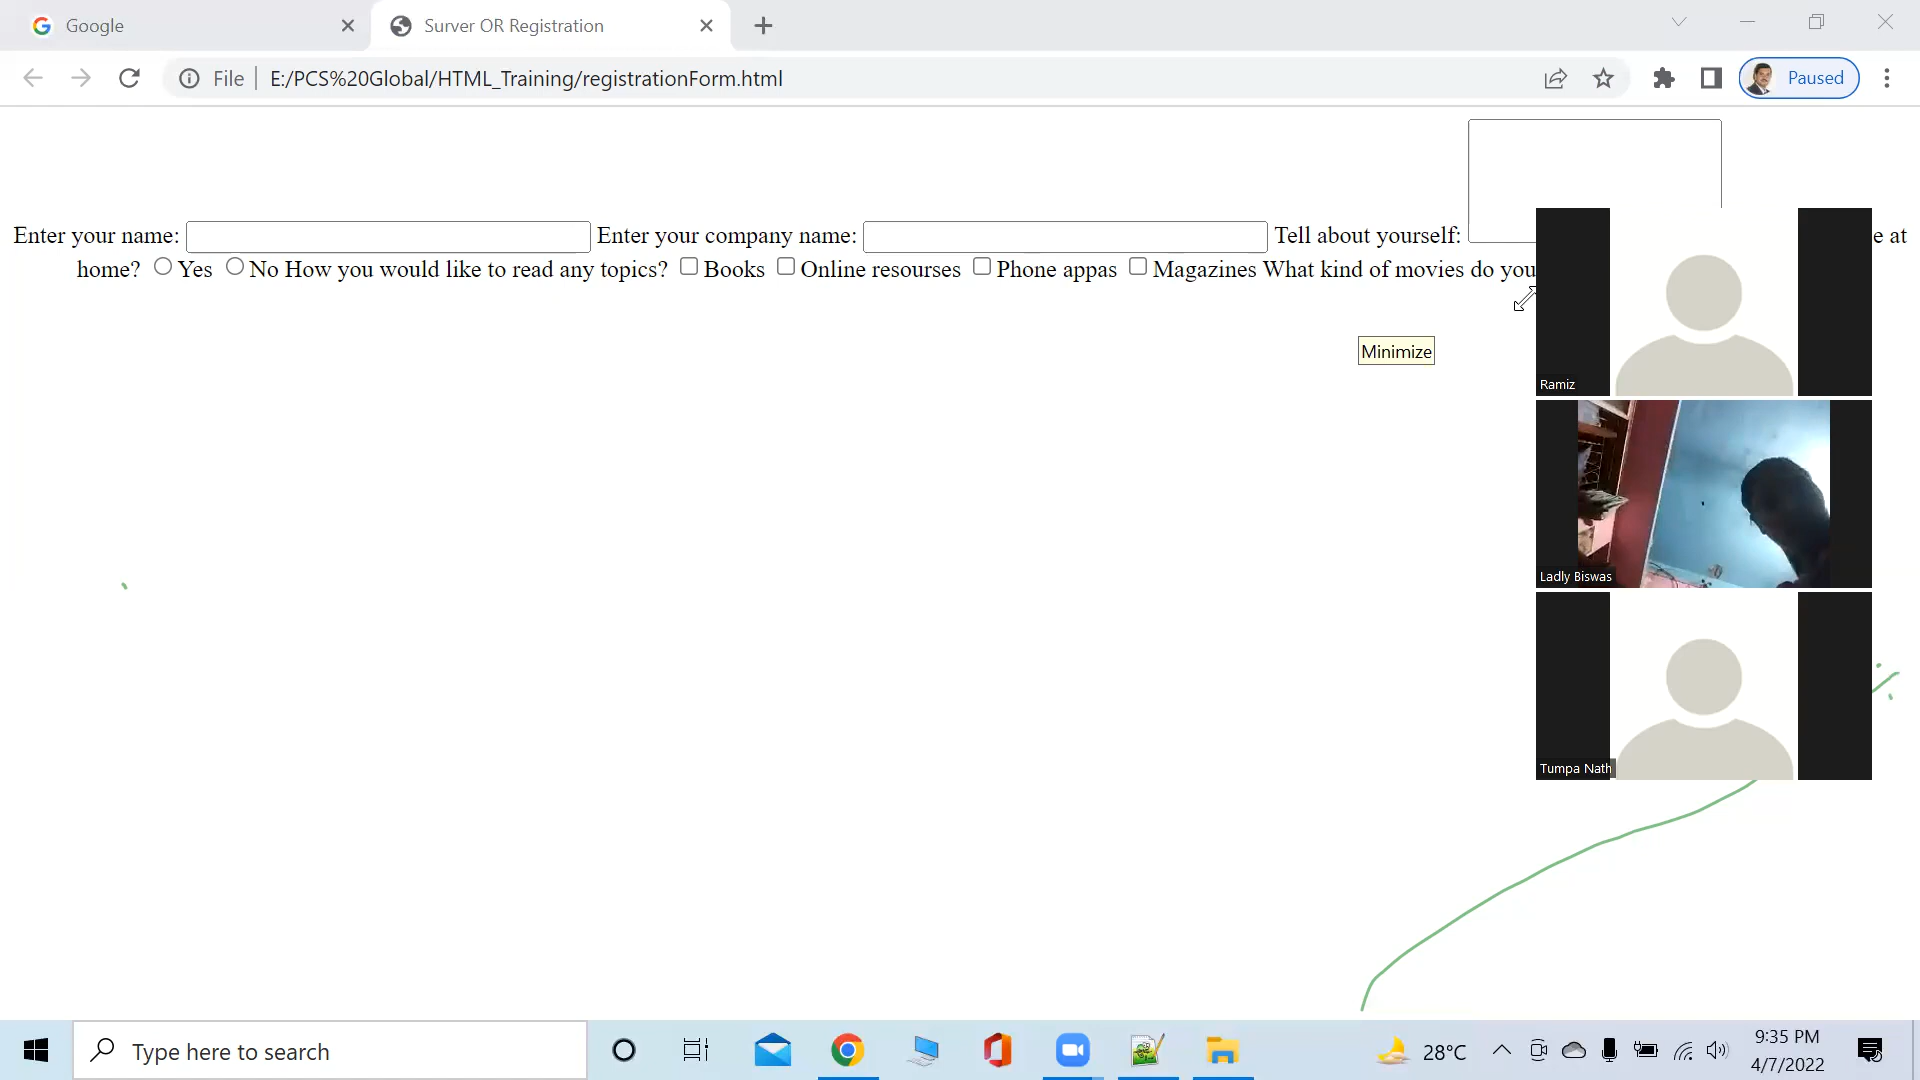 Google
Surver OR Registration
File
E:/PCS%20Global/HTML_Training/registrationForm.html
Paused
Enter your name:
Enter your company name:
Tell about yourself:
e at
home? Yes No How you would like to read any topics? Books Online resourses Phone appas Magazines What kind of movies do you
Minimize
Ramiz
Ladly Biswas
Tumpa Nath
Type here to search
28°C
9:35 PM
4/7/2022